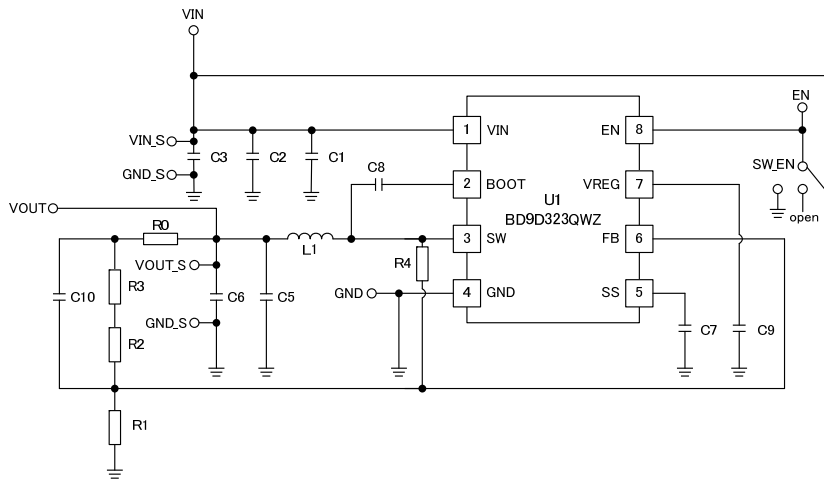 VIN
EN
VIN_S
C3
C2
C1
1
VIN
EN
8
GND_S
C8
2
BOOT
VREG
7
SW_EN
U1
BD9D323QWZ
open
VOUT
R0
L1
3
SW
FB
6
R4
VOUT_S
C10
R3
C6
C5
GND
4
GND
SS
5
GND_S
R2
C7
C9
R1